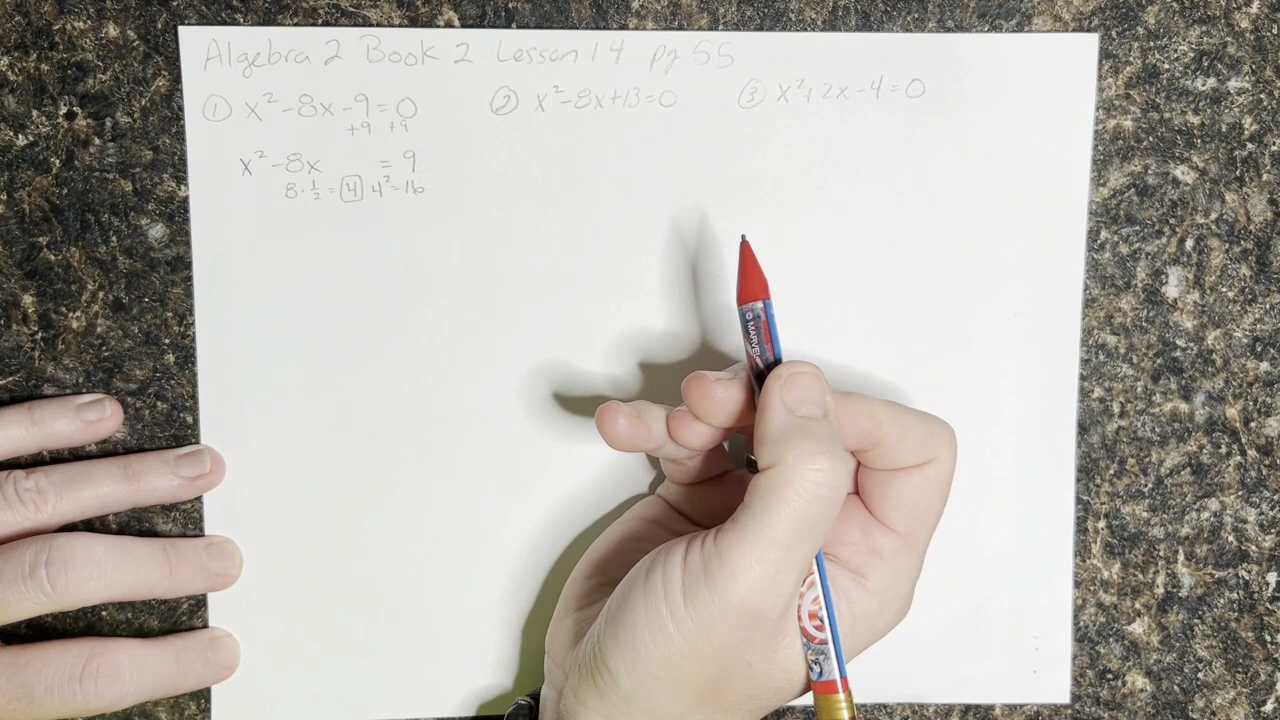 Algebra 2 Book 2 Lesson 14 pg 55
① x²-8x-9=0
+9 +9
x²-8x =9
8·½=4 4²=16
② x²-8x+13=0
③ x²+2x-4=0
© MARVEL